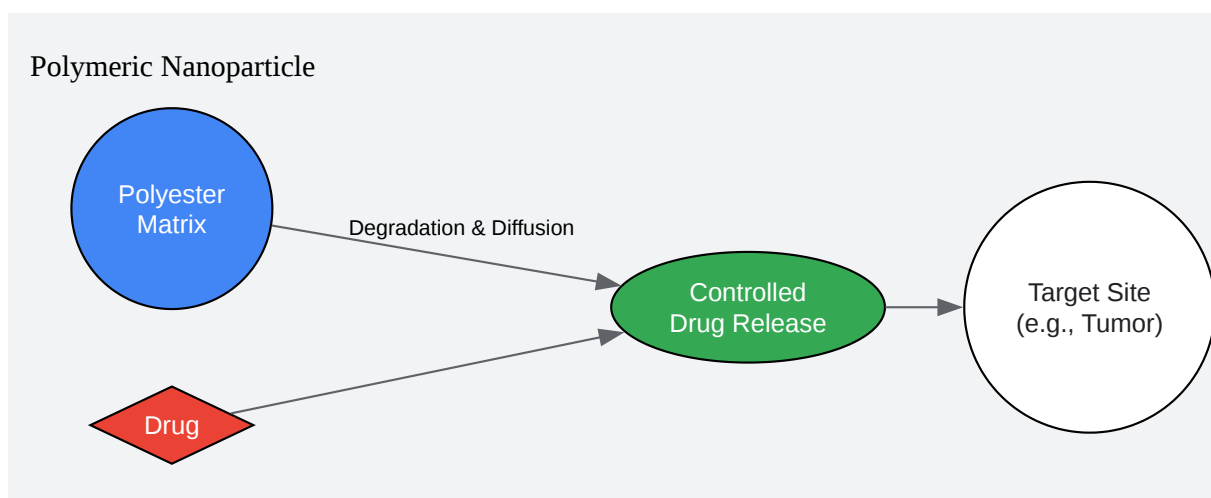 Polymeric Nanoparticle
Polyester
Matrix
Degradation & Diffusion
Controlled
Drug Release
Target Site
(e.g., Tumor)
Drug